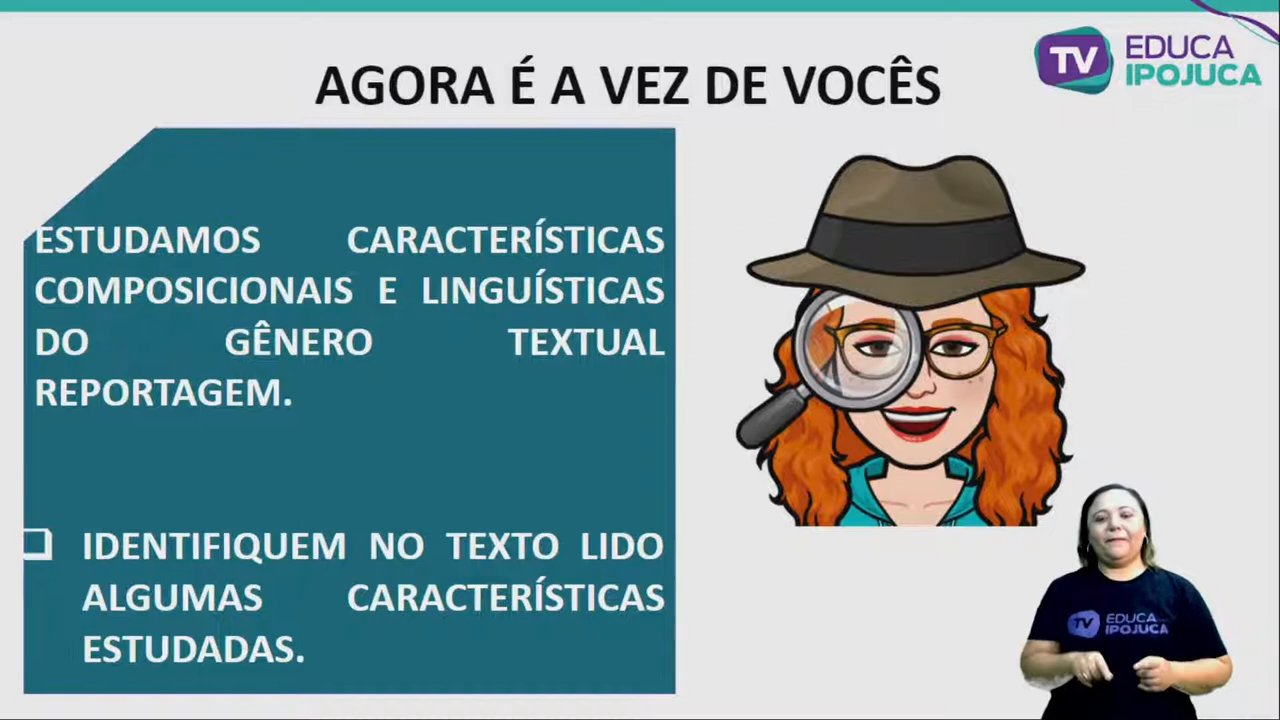 TV EDUCA
IPOJUCA
AGORA É A VEZ DE VOCÊS
ESTUDAMOS CARACTERÍSTICAS
COMPOSICIONAIS E LINGUÍSTICAS
DO GÊNERO TEXTUAL
REPORTAGEM.
IDENTIFIQUEM NO TEXTO LIDO
ALGUMAS CARACTERÍSTICAS
ESTUDADAS.
TV EDUCA
IPOJUCA